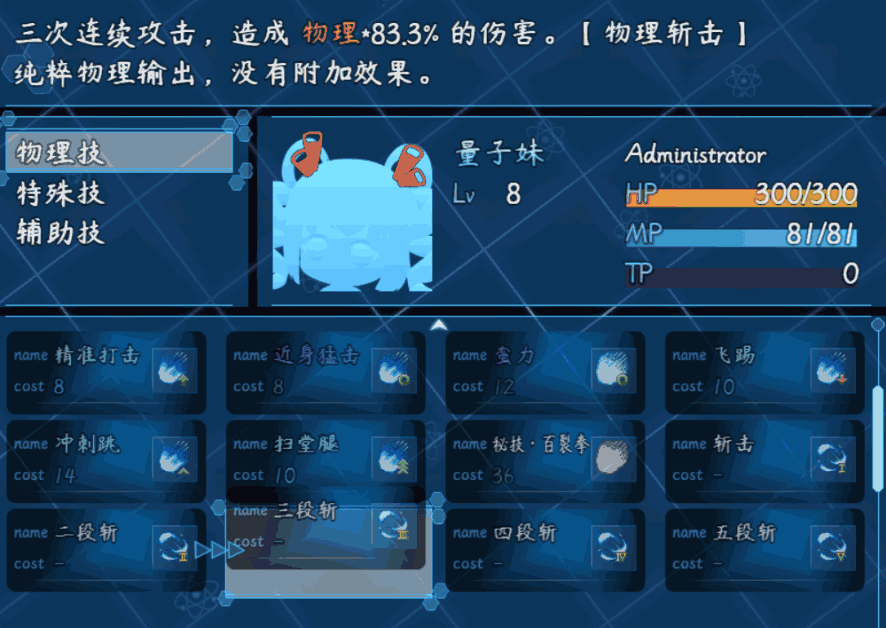 三次连续攻击，造成 物理*83.3% 的伤害。【 物理斩击 】
纯粹物理输出，没有附加效果。
物理技
特殊技
辅助技
量子妹
Lv 8
Administrator
HP 300/300
MP 81/81
TP 0
name 精准打击
cost 8
name 近身猛击
cost 8
name 蛮力
cost 12
name 飞踢
cost 10
name 冲刺跳
cost 14
name 扫堂腿
cost 10
name 秘技·百裂拳
cost 36
name 斩击
cost -
I
name 二段斩
cost -
II
name 三段斩
cost -
III
name 四段斩
cost -
IV
name 五段斩
cost -
V